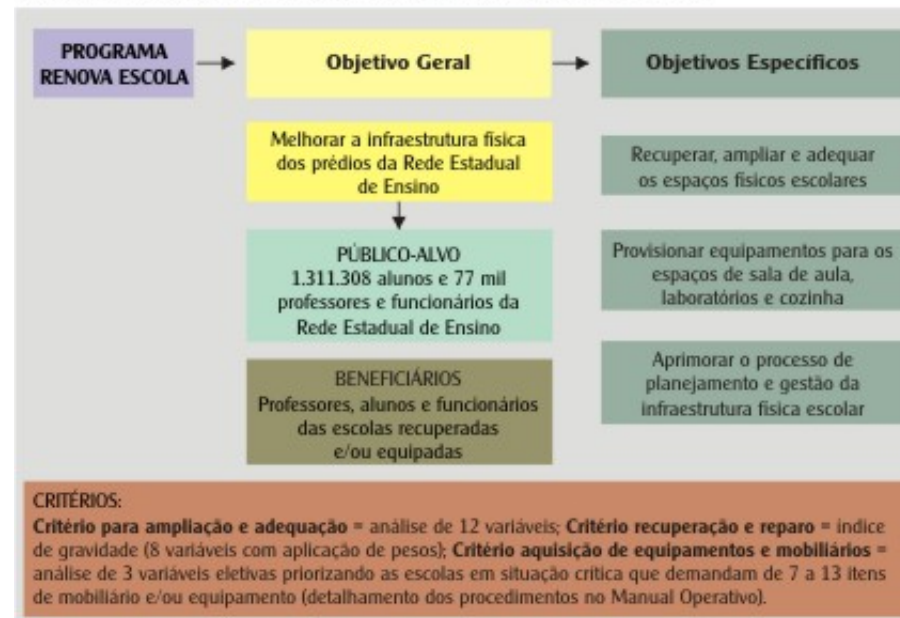 PROGRAMA
RENOVA ESCOLA
Objetivo Geral
Objetivos Específicos
Melhorar a infraestrutura física
dos prédios da Rede Estadual
de Ensino
PÚBLICO-ALVO
1.311.308 alunos e 77 mil
professores e funcionários da
Rede Estadual de Ensino
BENEFICIÁRIOS
Professores, alunos e funcionários
das escolas recuperadas
e/ou equipadas
Recuperar, ampliar e adequar
os espaços físicos escolares
Provisionar equipamentos para os
espaços de sala de aula,
laboratórios e cozinha
Aprimorar o processo de
planejamento e gestão da
infraestrutura física escolar
CRITÉRIOS:
Critério para ampliação e adequação = análise de 12 variáveis; Critério recuperação e reparo = índice
de gravidade (8 variáveis com aplicação de pesos); Critério aquisição de equipamentos e mobiliários =
análise de 3 variáveis eletivas priorizando as escolas em situação crítica que demandam de 7 a 13 itens
de mobiliário e/ou equipamento (detalhamento dos procedimentos no Manual Operativo).